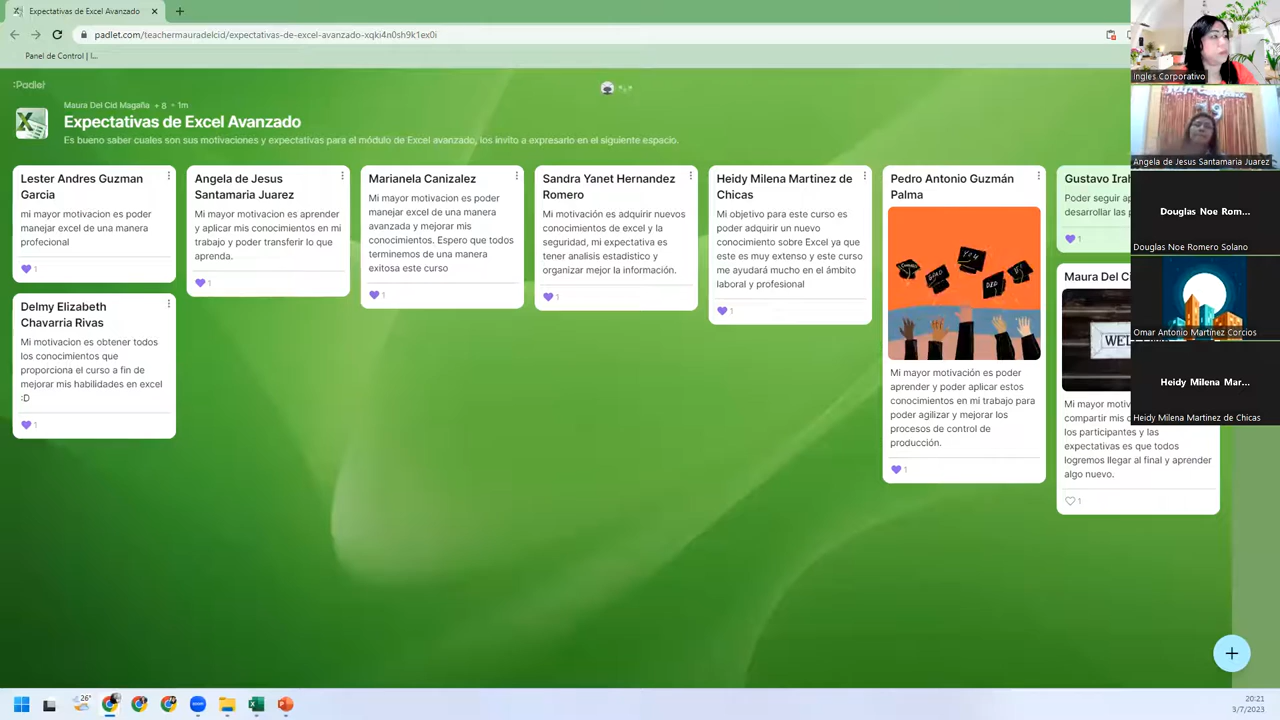 Expectativas de Excel Avanzado
padlet.com/teachermauradelcid/expectativas-de-excel-avanzado-xqki4n0sh9k1ex0i
Panel de Control | I...
:Padlet
Maura Del Cid Magaña + 8 • 1m
Expectativas de Excel Avanzado
Es bueno saber cuales son sus motivaciones y expectativas para el módulo de Excel avanzado, los invito a expresarlo en el siguiente espacio.
Lester Andres Guzman
Garcia
mi mayor motivacion es poder
manejar excel de una manera
profecional
1
Delmy Elizabeth
Chavarria Rivas
Mi motivacion es obtener todos
los conocimientos que
proporciona el curso a fin de
mejorar mis habilidades en excel
:D
1
Angela de Jesus
Santamaria Juarez
Mi mayor motivacion es aprender
y aplicar mis conocimientos en mi
trabajo y poder transferir lo que
aprenda.
1
Marianela Canizalez
Mi mayor motivacion es poder
manejar excel de una manera
avanzada y mejorar mis
conocimientos. Espero que todos
terminemos de una manera
exitosa este curso
1
Sandra Yanet Hernandez
Romero
Mi motivación es adquirir nuevos
conocimientos de excel y la
seguridad, mi expectativa es
tener analisis estadistico y
organizar mejor la información.
1
Heidy Milena Martinez de
Chicas
Mi objetivo para este curso es
poder adquirir un nuevo
conocimiento sobre Excel ya que
este es muy extenso y este curso
me ayudará mucho en el ámbito
laboral y profesional
1
Pedro Antonio Guzmán
Palma
YOU
DID
Mi mayor motivación es poder
aprender y poder aplicar estos
conocimientos en mi trabajo para
poder agilizar y mejorar los
procesos de control de
producción.
1
Gustavo Irah
Poder seguir ap
desarrollar las p
1
Maura Del Ci
WEL
Mi mayor motiv
compartir mis c
los participantes y las
expectativas es que todos
logremos llegar al final y aprender
algo nuevo.
1
Ingles Corporativo
Angela de Jesus Santamaria Juarez
Douglas Noe Rom...
Douglas Noe Romero Solano
Omar Antonio Martinez Corcios
Heidy Milena Mar...
Heidy Milena Martinez de Chicas
26°
zoom
20:21
3/7/2023